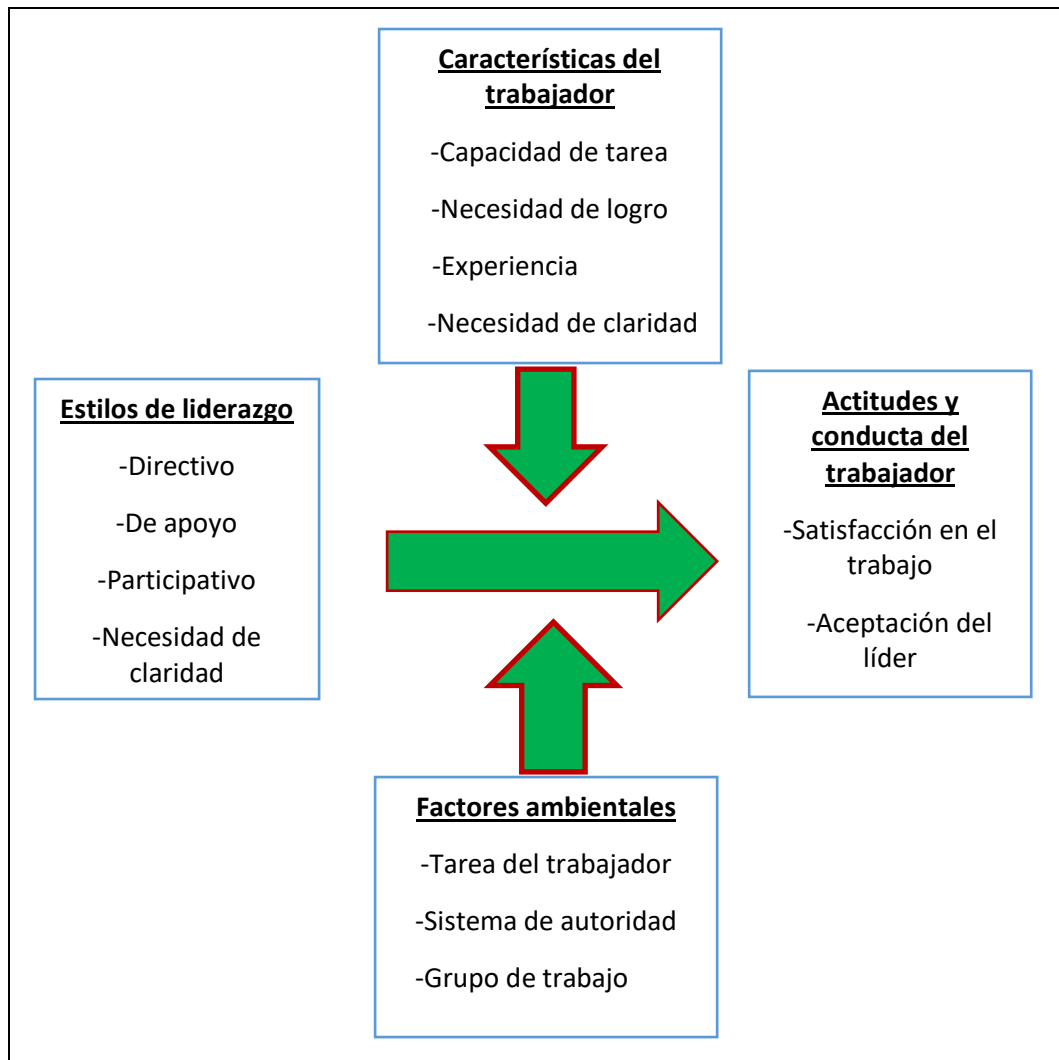 Características del
trabajador
-Capacidad de tarea
-Necesidad de logro
-Experiencia
-Necesidad de claridad
Estilos de liderazgo
-Directivo
-De apoyo
-Participativo
-Necesidad de
claridad
Actitudes y
conducta del
trabajador
-Satisfacción en el
trabajo
-Aceptación del
líder
Factores ambientales
-Tarea del trabajador
-Sistema de autoridad
-Grupo de trabajo